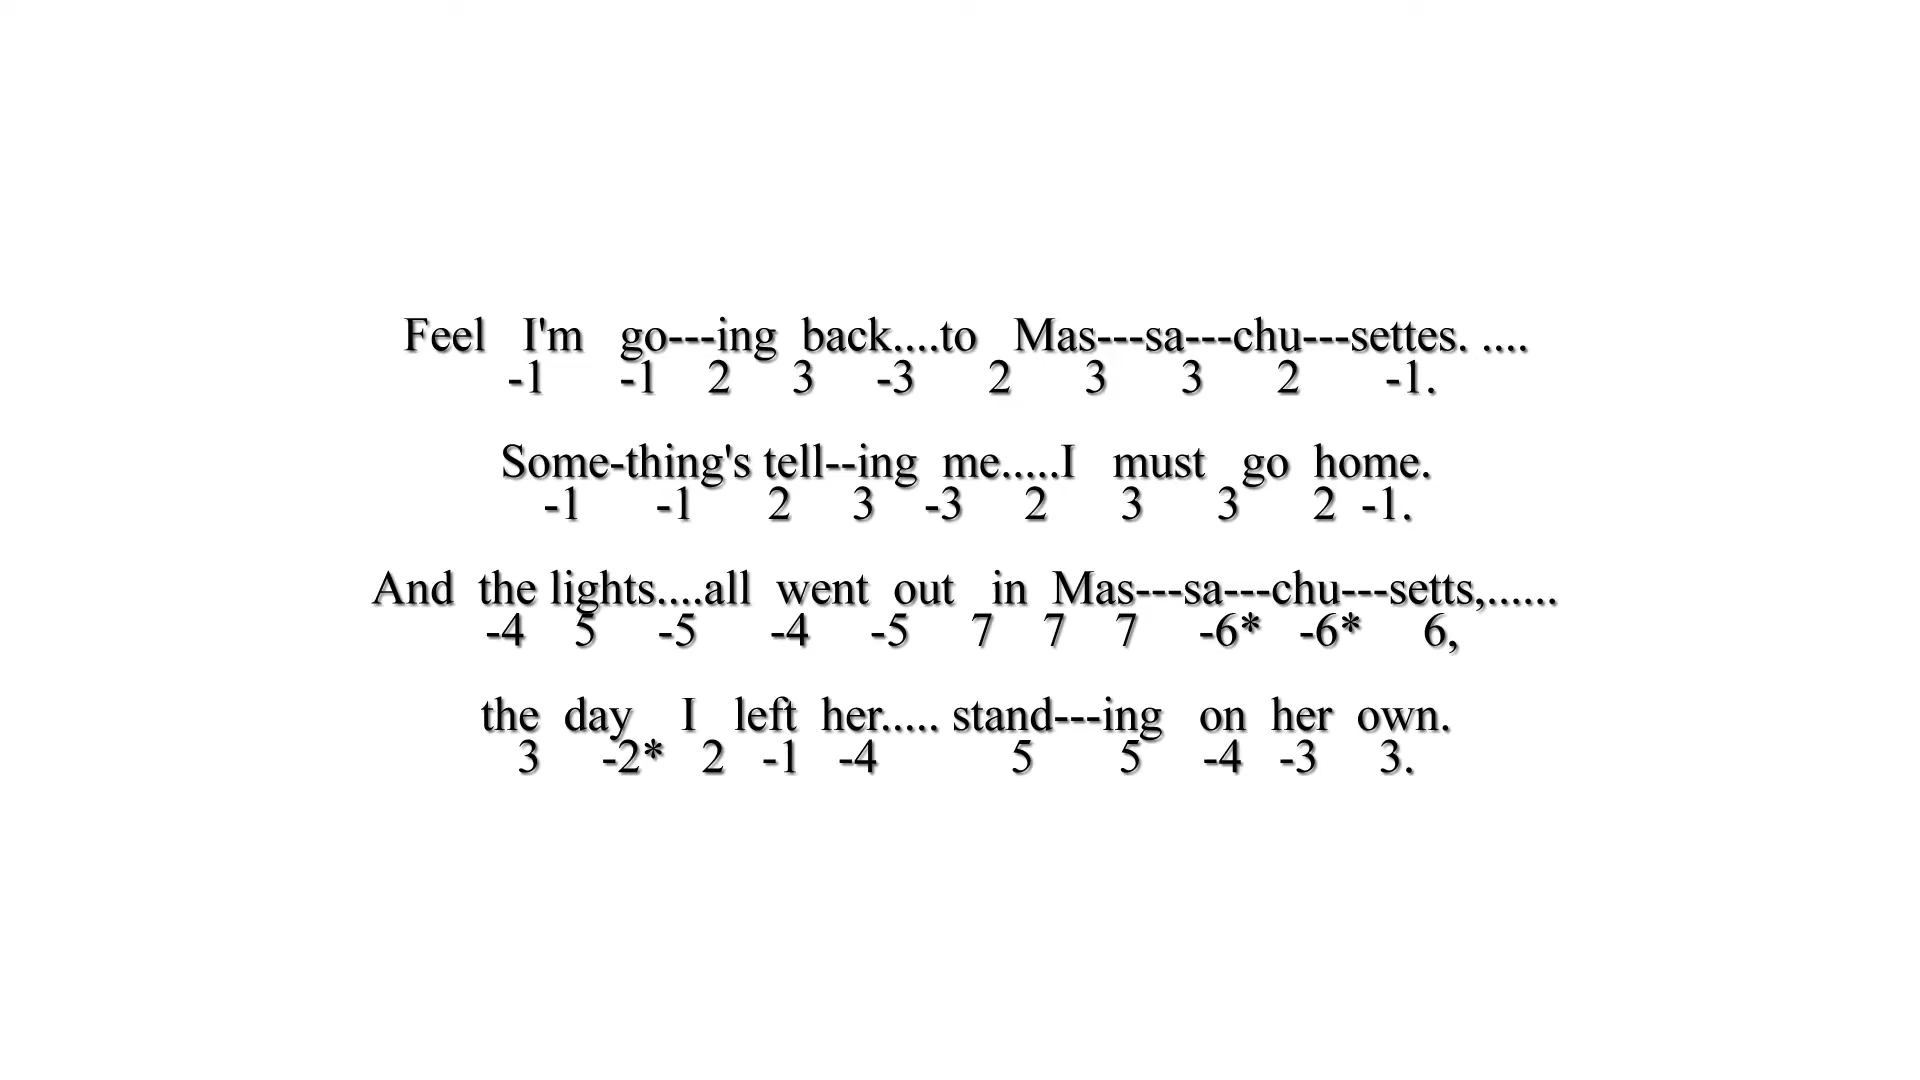 Feel I'm go---ing back....to Mas---sa---chu---settes. ....
-1 -1 2 3 -3 2 3 3 2 -1.
Some-thing's tell--ing me.....I must go home.
-1 -1 2 3 -3 2 3 3 2 -1.
And the lights....all went out in Mas---sa---chu---setts,......
-4 5 -5 -4 -5 7 7 7 -6* -6* 6,
the day I left her..... stand---ing on her own.
3 -2* 2 -1 -4 5 5 -4 -3 3.